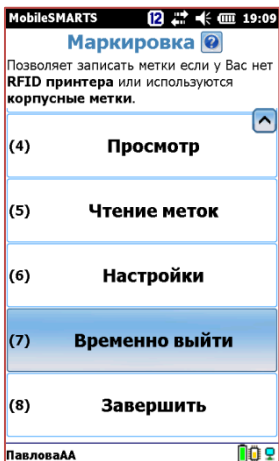 MobileSMARTS 12 19:09
Маркировка ?
Позволяет записать метки если у Вас нет
RFID принтера или используются
корпусные метки.
(4) Просмотр
(5) Чтение меток
(6) Настройки
(7) Временно выйти
(8) Завершить
ПавловаАА